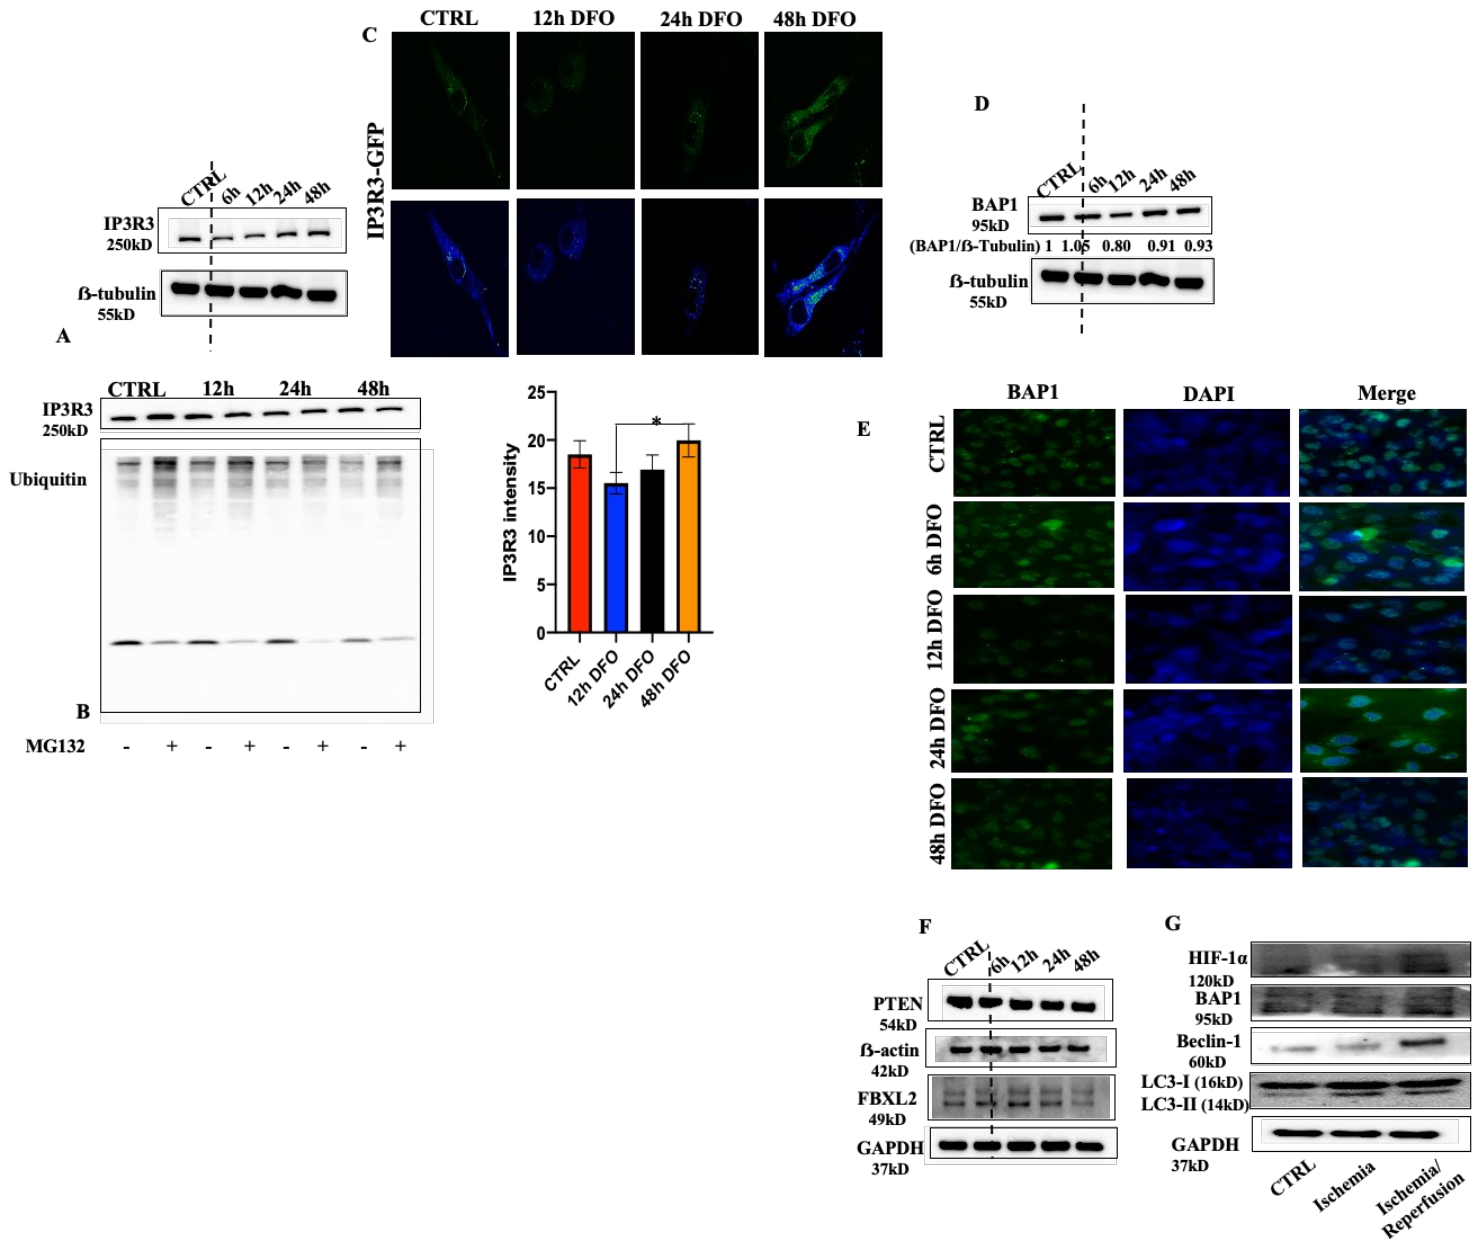 C
CTRL
12h DFO
24h DFO
48h DFO
IP3R3-GFP
CTRL
6h
12h
24h
48h
IP3R3
250kD
ß-tubulin
55kD
A
D
CTRL
6h
12h
24h
48h
BAP1
95kD
(BAP1/ß-Tubulin) 1 1.05 0.80 0.91 0.93
ß-tubulin
55kD
CTRL 12h 24h 48h
IP3R3
250kD
Ubiquitin
B
MG132 - + - + - + - +
IP3R3 intensity
25
20
15
10
5
0
*
CTRL
12h DFO
24h DFO
48h DFO
E
BAP1
DAPI
Merge
CTRL
6h DFO
12h DFO
24h DFO
48h DFO
F
CTRL
6h
12h
24h
48h
PTEN
54kD
ß-actin
42kD
FBXL2
49kD
GAPDH
37kD
G
HIF-1α
120kD
BAP1
95kD
Beclin-1
60kD
LC3-I (16kD)
LC3-II (14kD)
GAPDH
37kD
CTRL
Ischemia
Ischemia/
Reperfusion